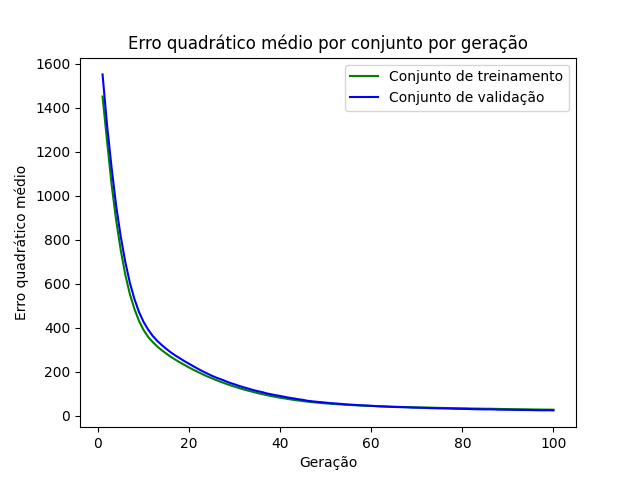 Erro quadrático médio por conjunto por geração
Conjunto de treinamento
Conjunto de validação
Erro quadrático médio
1600
1400
1200
1000
800
600
400
200
0
0 20 40 60 80 100
Geração